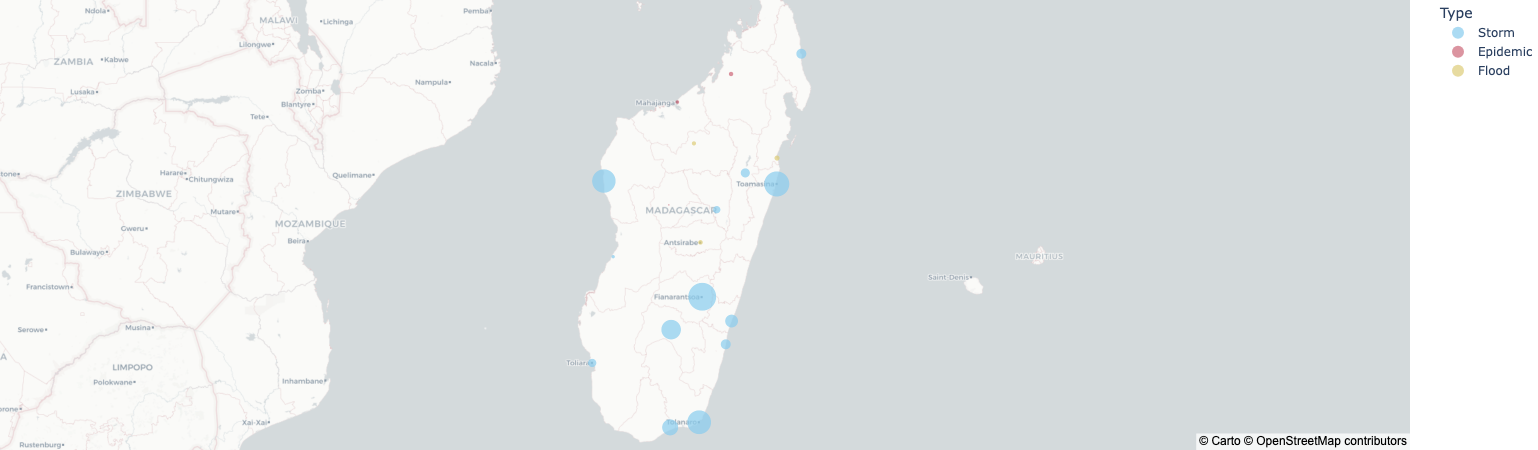 Ndola
Pemba
MALAWI
Lichinga
Lilongwe
ZAMBIA
Kabwe
Nacala
Nampula
Zomba
Lusaka
Blantyre
Mahajanga
Tete
Quelimane
Harare
Chitungwiza
ZIMBABWE
Toamasina
Mutare
MADAGASCAR
MOZAMBIQUE
Gweru
Beira
Antsirabe
Bulawayo
MAURITIUS
Saint-Denis
Francistown
Fianarantsoa
Serowe
Musina
Toliara
LIMPOPO
Polokwane
Inhambane
Xai-Xai
Rustenburg
Type
Storm
Epidemic
Flood
© Carto © OpenStreetMap contributors